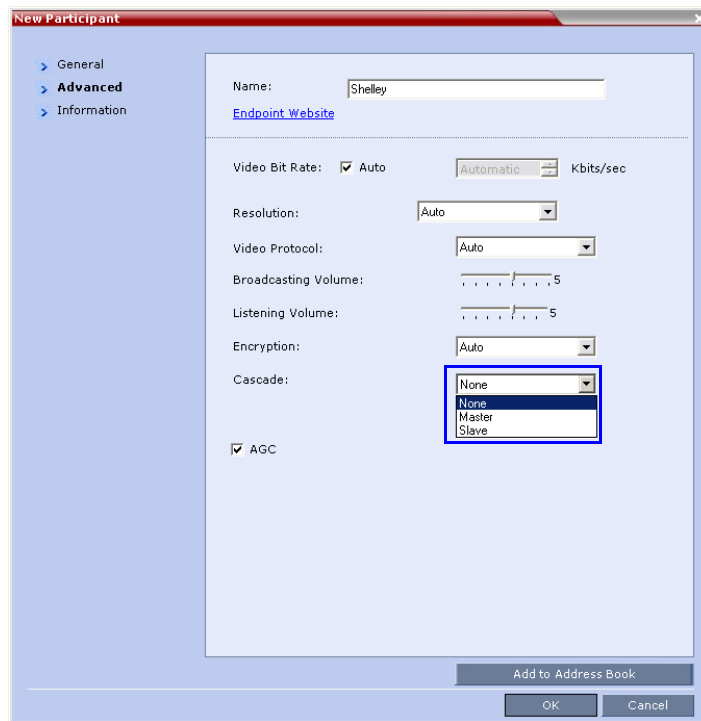 New Participant
General
Advanced
Information
Name: Shelley
Endpoint Website
Video Bit Rate: Auto Automatic Kbits/sec
Resolution: Auto
Video Protocol: Auto
Broadcasting Volume: 5
Listening Volume: 5
Encryption: Auto
Cascade: None
None
Master
Slave
AGC
Add to Address Book
OK Cancel